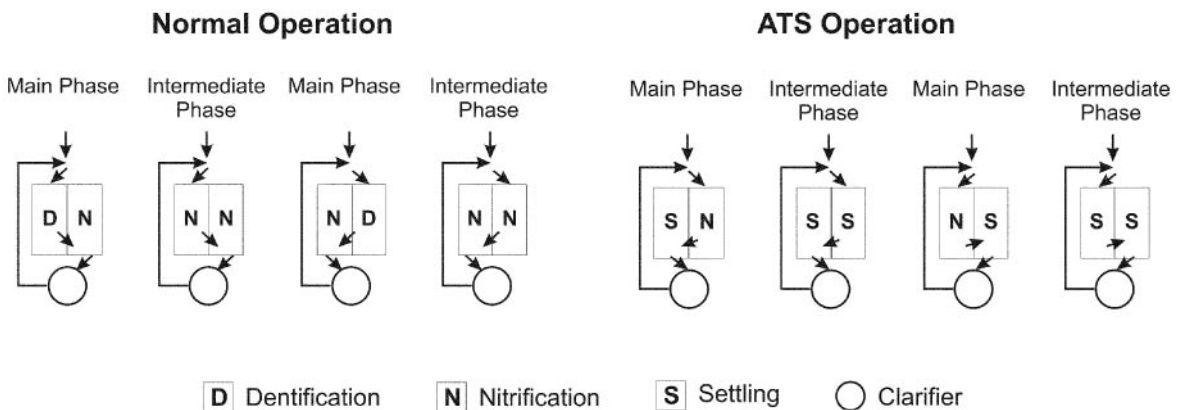 Normal Operation
ATS Operation
Main Phase
Intermediate
Phase
Main Phase
Intermediate
Phase
Main Phase
Intermediate
Phase
Main Phase
Intermediate
Phase
D N
N N
N D
N N
S N
S S
N S
S S
D Dentification
N Nitrification
S Settling
Clarifier